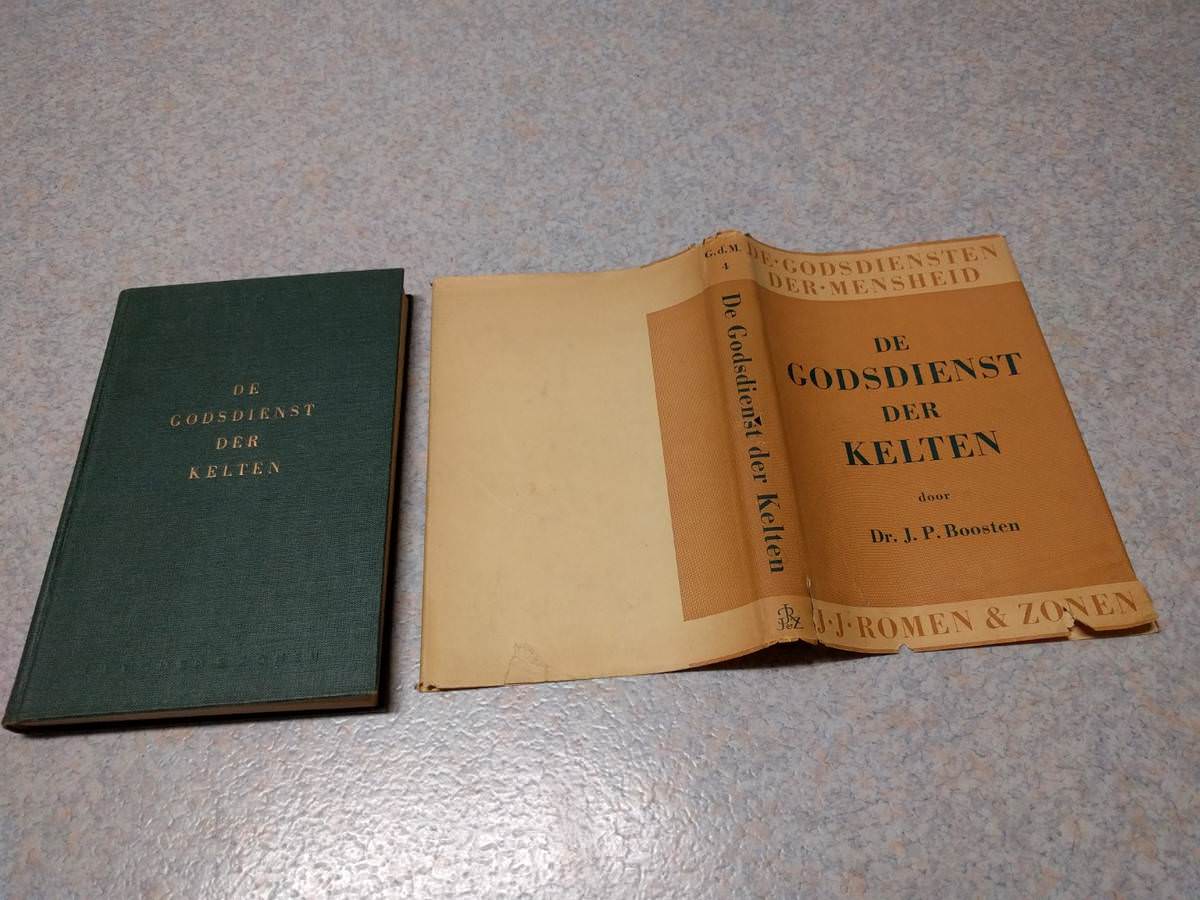 DE
GODSDIENST
DER
KELTEN
G.d.M.
4
De Godsdienst der Kelten
DE·GODSDIENSTEN
DER·MENSHEID
DE
GODSDIENST
DER
KELTEN
door
Dr. J. P. Boosten
J·J·ROMEN & ZONEN